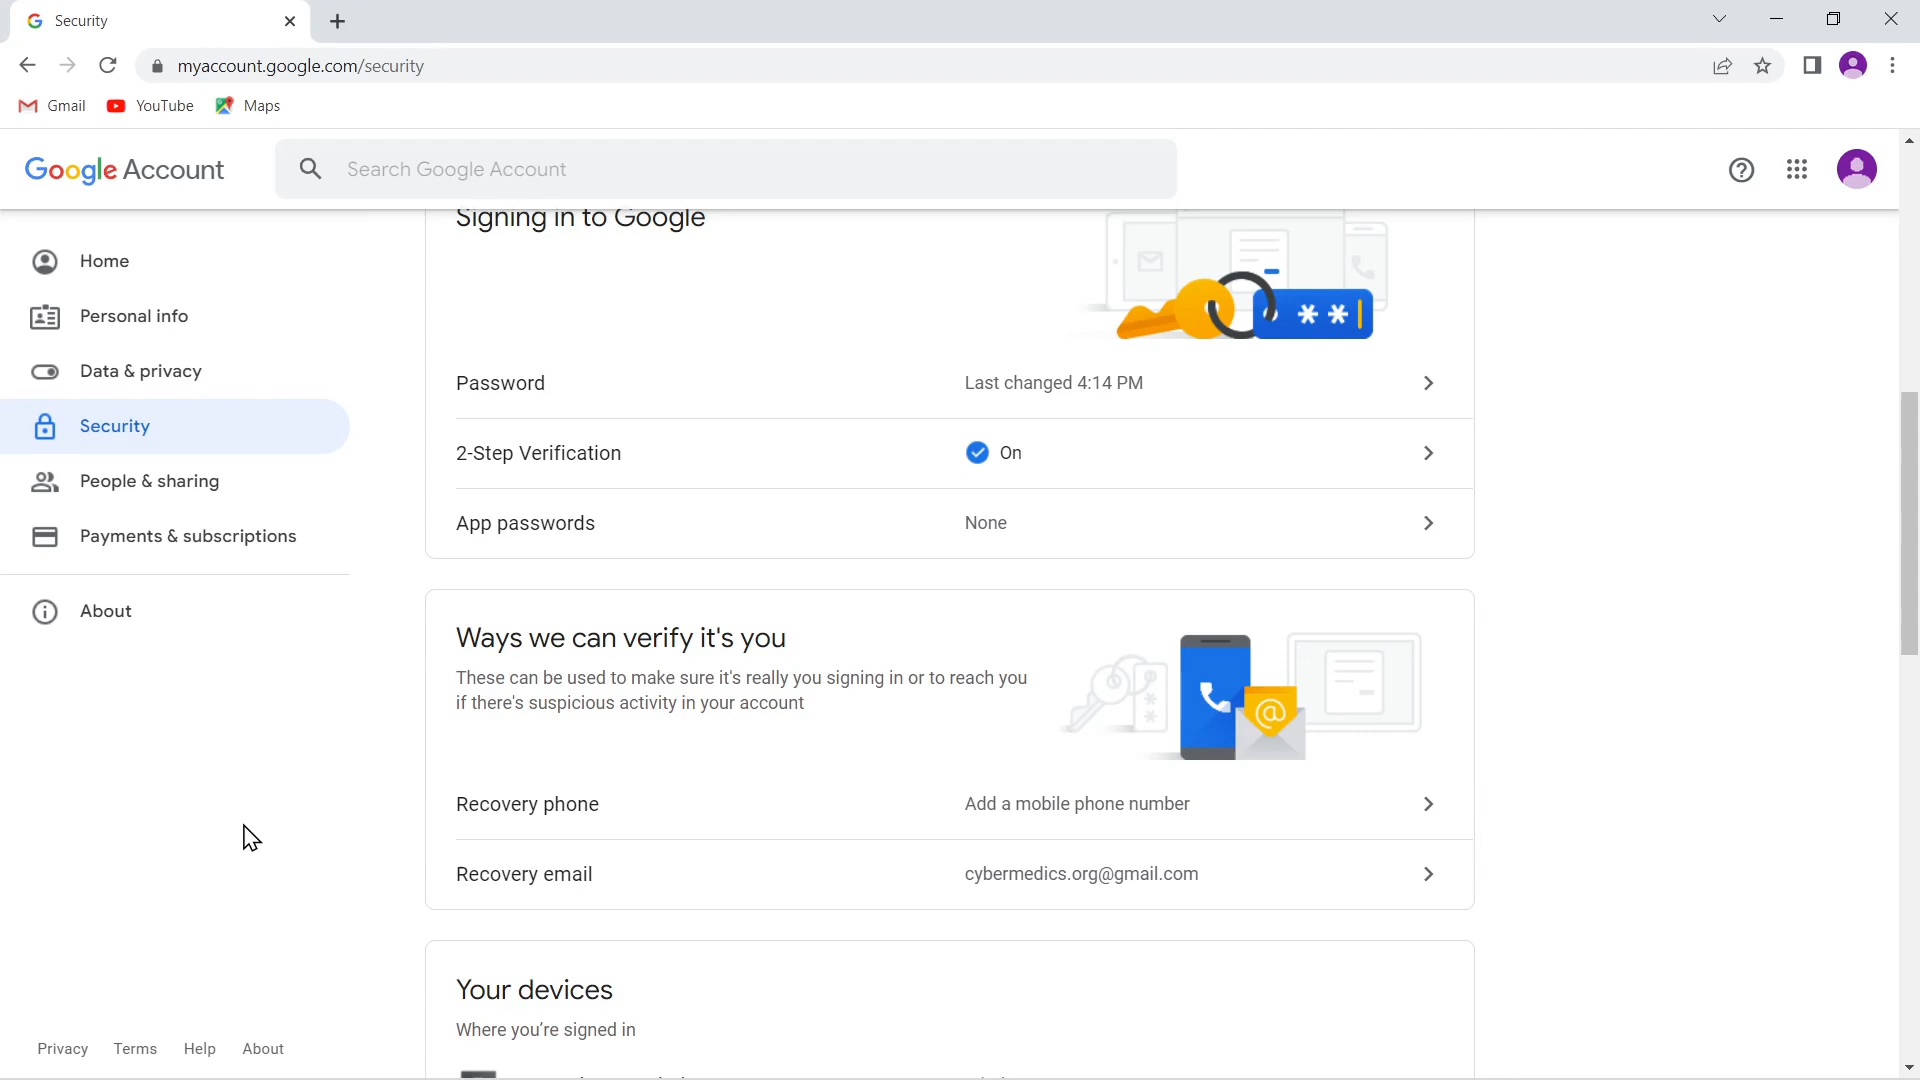 Security
myaccount.google.com/security
Gmail
YouTube
Maps
Google Account
Search Google Account
Home
Personal info
Data & privacy
Security
People & sharing
Payments & subscriptions
About
Signing in to Google
**
Password
Last changed 4:14 PM
2-Step Verification
On
App passwords
None
Ways we can verify it's you
These can be used to make sure it's really you signing in or to reach you
if there's suspicious activity in your account
@
Recovery phone
Add a mobile phone number
Recovery email
cybermedics.org@gmail.com
Your devices
Where you’re signed in
Privacy
Terms
Help
About